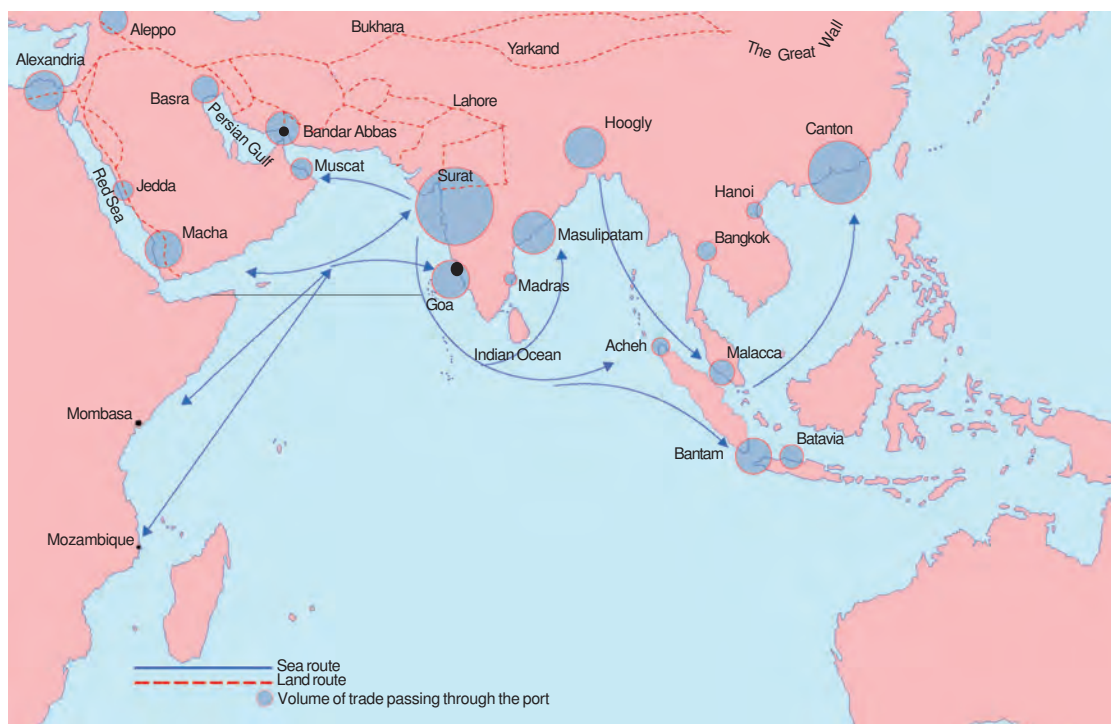 Aleppo
Bukhara
Yarkand
The Great Wall
Alexandria
Basra
Persian Gulf
Bandar Abbas
Lahore
Hoogly
Canton
Muscat
Surat
Red Sea
Jedda
Hanoi
Macha
Masulipatam
Bangkok
Goa
Madras
Indian Ocean
Acheh
Malacca
Mombasa
Bantam
Batavia
Mozambique
Sea route
Land route
Volume of trade passing through the port